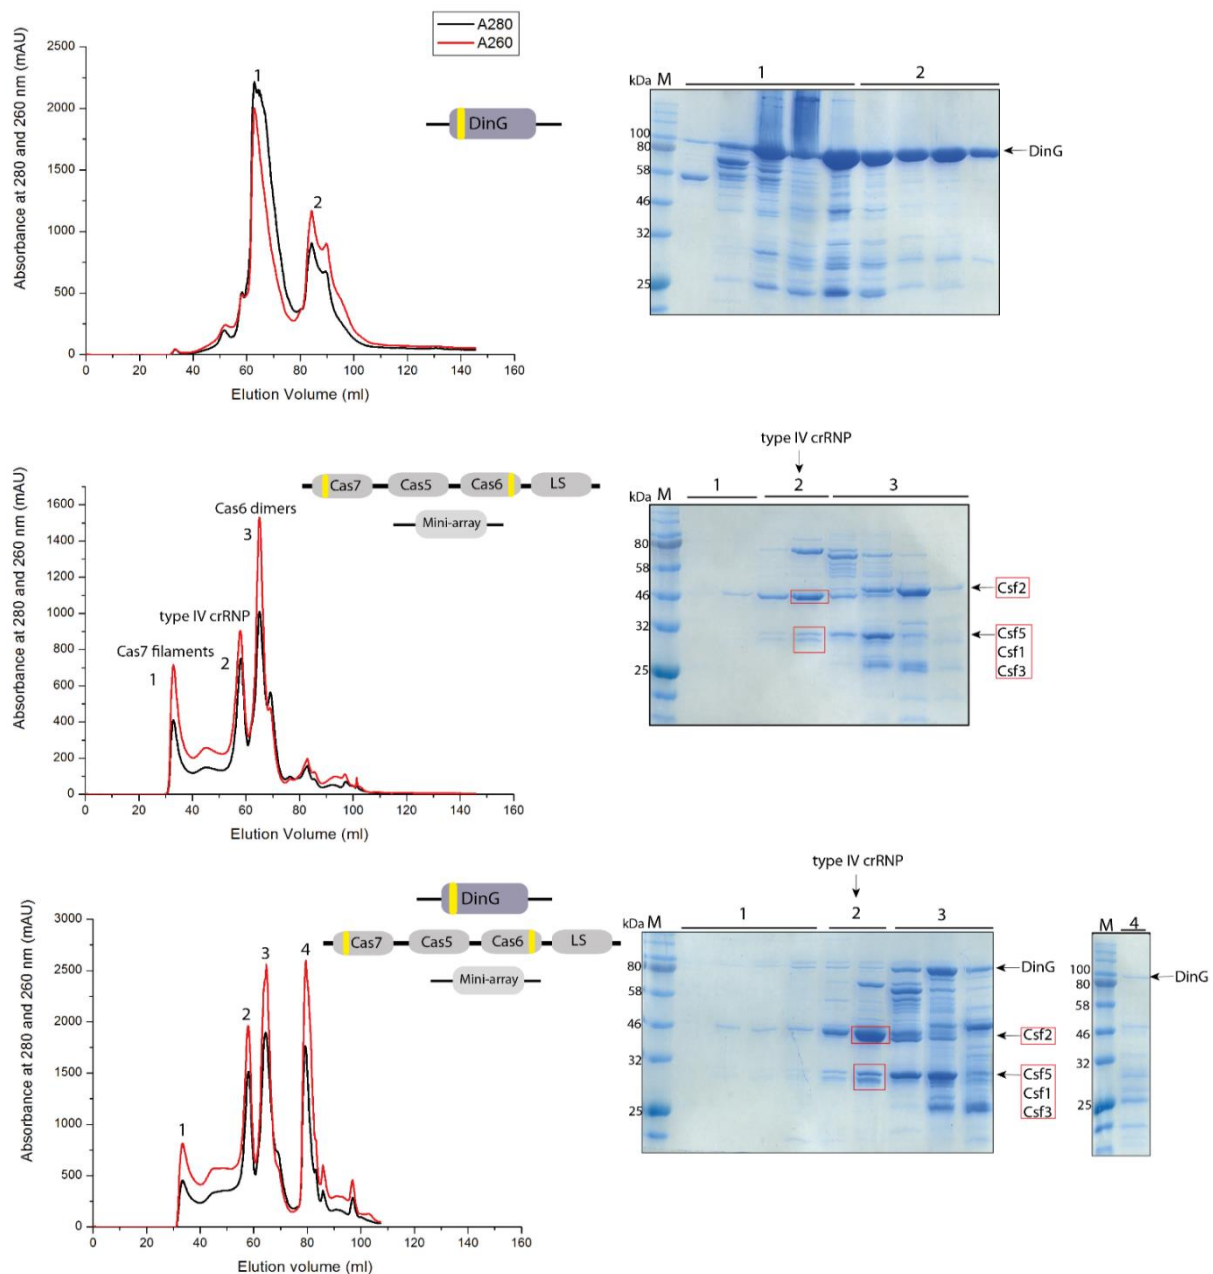 A280
A260
Absorbance at 280 and 260 nm (mAU)
2500
2000
1500
1000
500
0
1
2
DinG
0 20 40 60 80 100 120 140 160
Elution Volume (ml)
kDa M 1 2
100
80
58
46
32
25
DinG
Absorbance at 280 and 260 nm (mAU)
1600
1400
1200
1000
800
600
400
200
0
Cas7 Cas5 Cas6 LS
Mini-array
Cas6 dimers
3
type IV crRNP
2
Cas7 filaments
1
0 20 40 60 80 100 120 140 160
Elution Volume (ml)
type IV crRNP
kDa M 1 2 3
80
58
46
32
25
Csf2
Csf5
Csf1
Csf3
Absorbance at 280 and 260 nm (mAU)
3000
2500
2000
1500
1000
500
0
DinG
Cas7 Cas5 Cas6 LS
Mini-array
1
2
3
4
0 20 40 60 80 100 120 140 160
Elution volume (ml)
type IV crRNP
kDa M 1 2 3
80
58
46
32
25
DinG
Csf2
Csf5
Csf1
Csf3
M 4
100
80
58
46
32
25
DinG